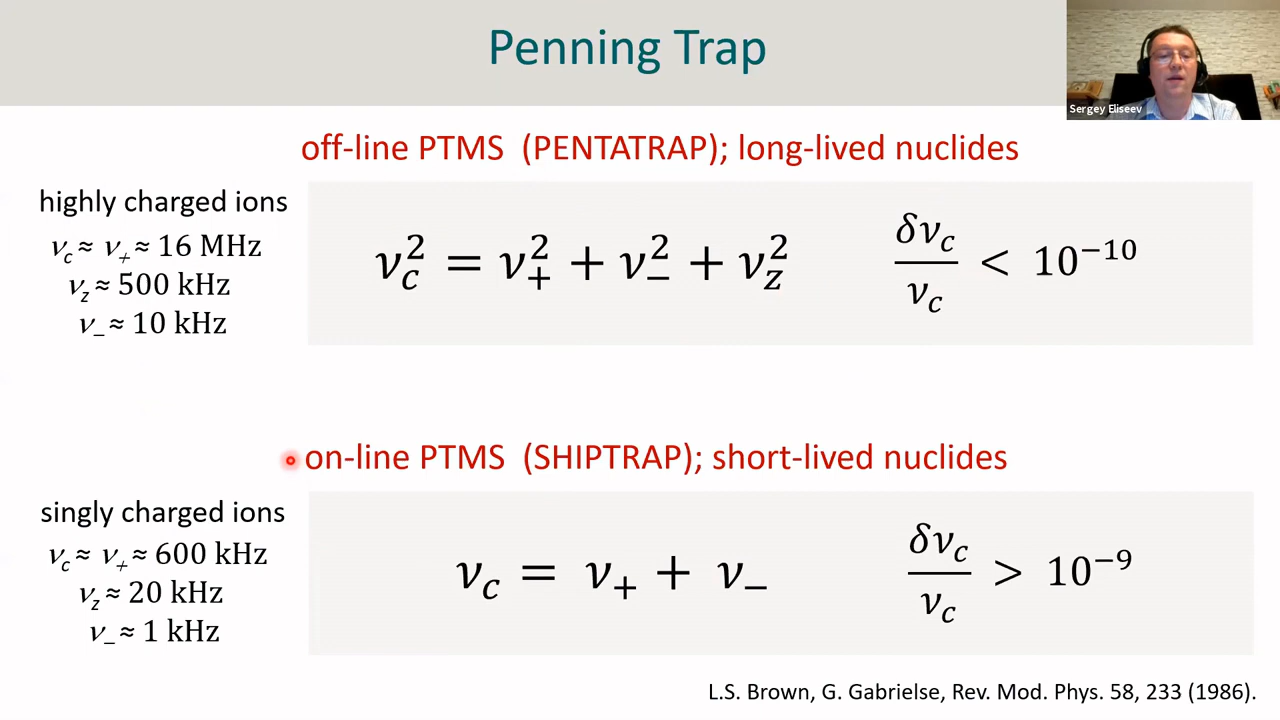 Penning Trap
Sergey Eliseev
off-line PTMS (PENTATRAP); long-lived nuclides
highly charged ions
ν_c ≈ ν_+ ≈ 16 MHz
ν_z ≈ 500 kHz
ν_− ≈ 10 kHz
ν_c^2 = ν_+^2 + ν_−^2 + ν_z^2
δν_c / ν_c < 10^−10
on-line PTMS (SHIPTRAP); short-lived nuclides
singly charged ions
ν_c ≈ ν_+ ≈ 600 kHz
ν_z ≈ 20 kHz
ν_− ≈ 1 kHz
ν_c = ν_+ + ν_−
δν_c / ν_c > 10^−9
L.S. Brown, G. Gabrielse, Rev. Mod. Phys. 58, 233 (1986).